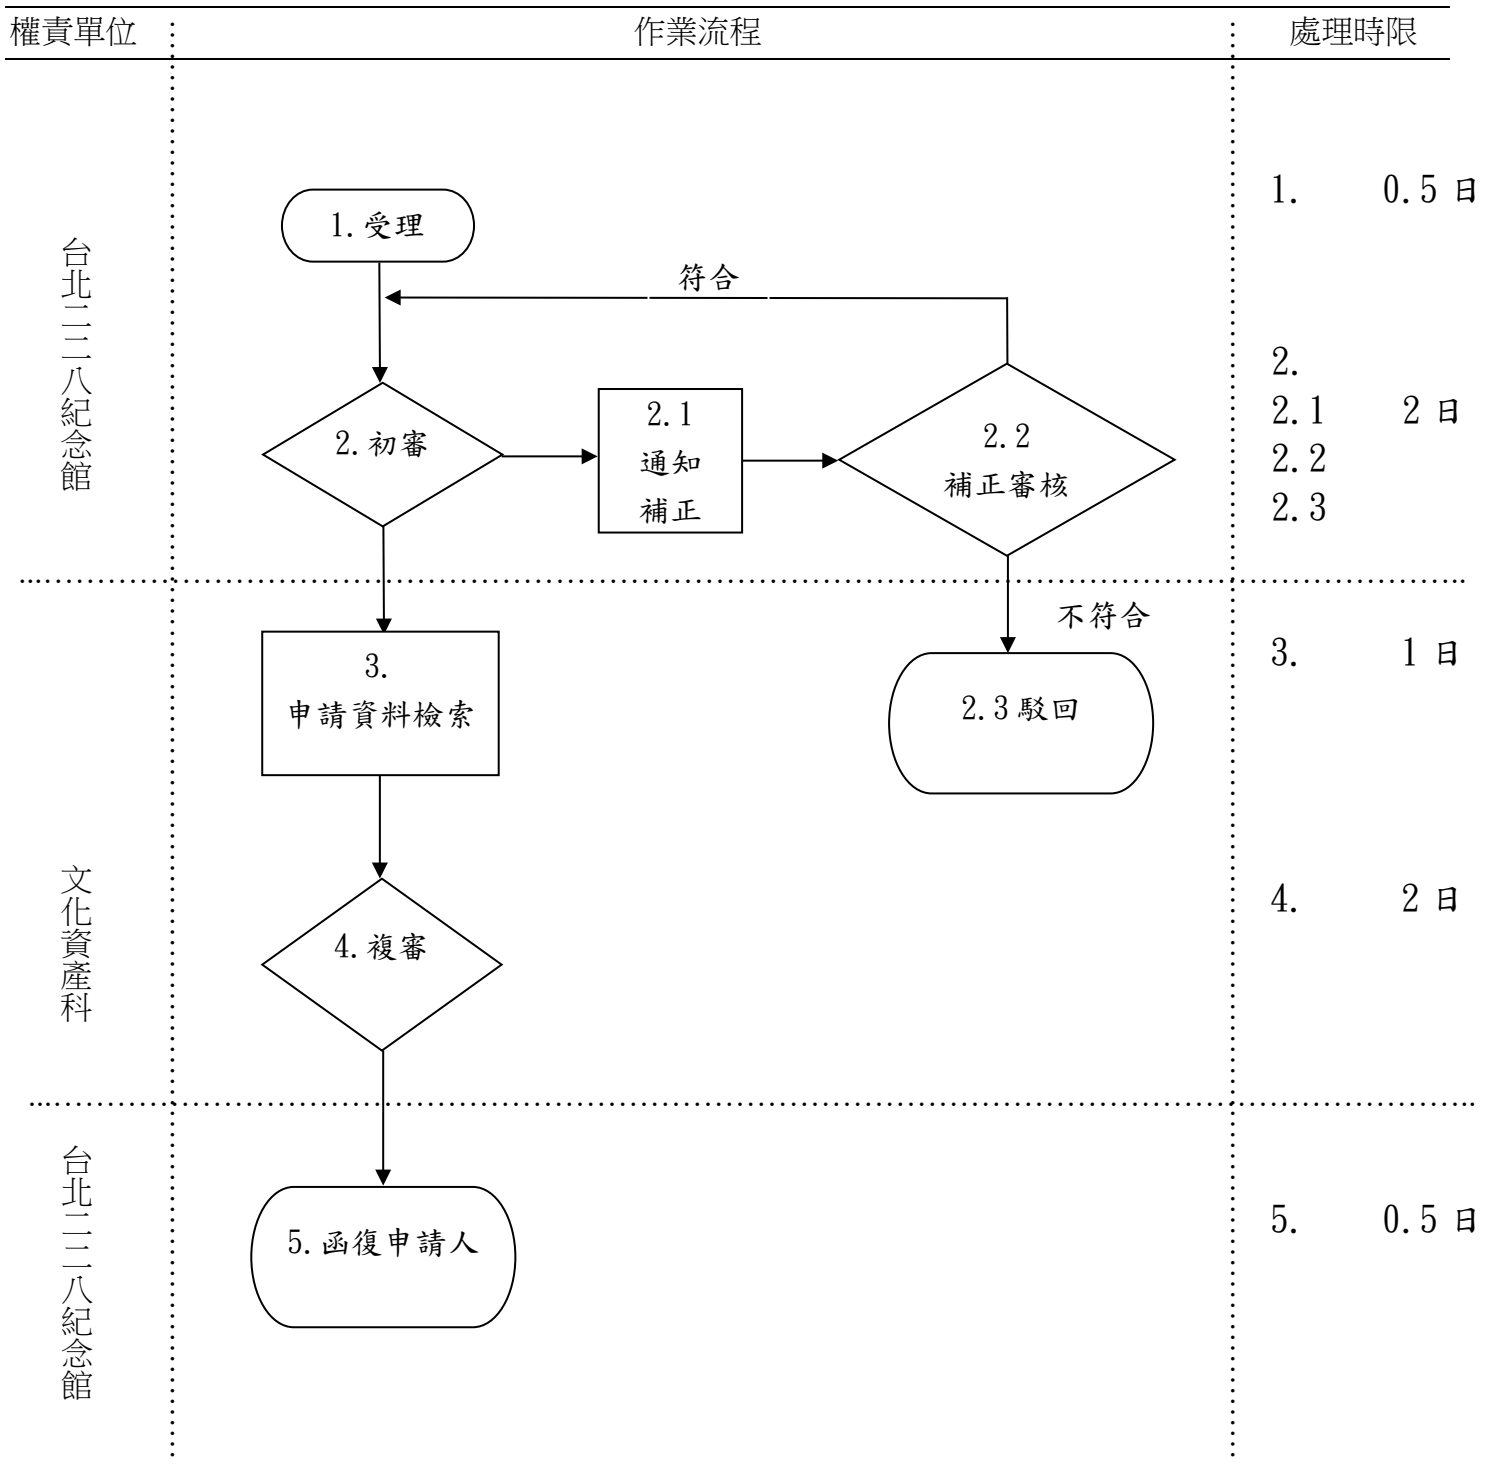 權責單位
作業流程
處理時限
台北二二八紀念館
1.受理
1. 0.5 日
符合
2.初審
2.1
通知
補正
2.2
補正審核
2.
2.1 2 日
2.2
2.3
不符合
文化資產科
3.
申請資料檢索
2.3 駁回
3. 1 日
4.複審
4. 2 日
台北二二八紀念館
5.函復申請人
5. 0.5 日